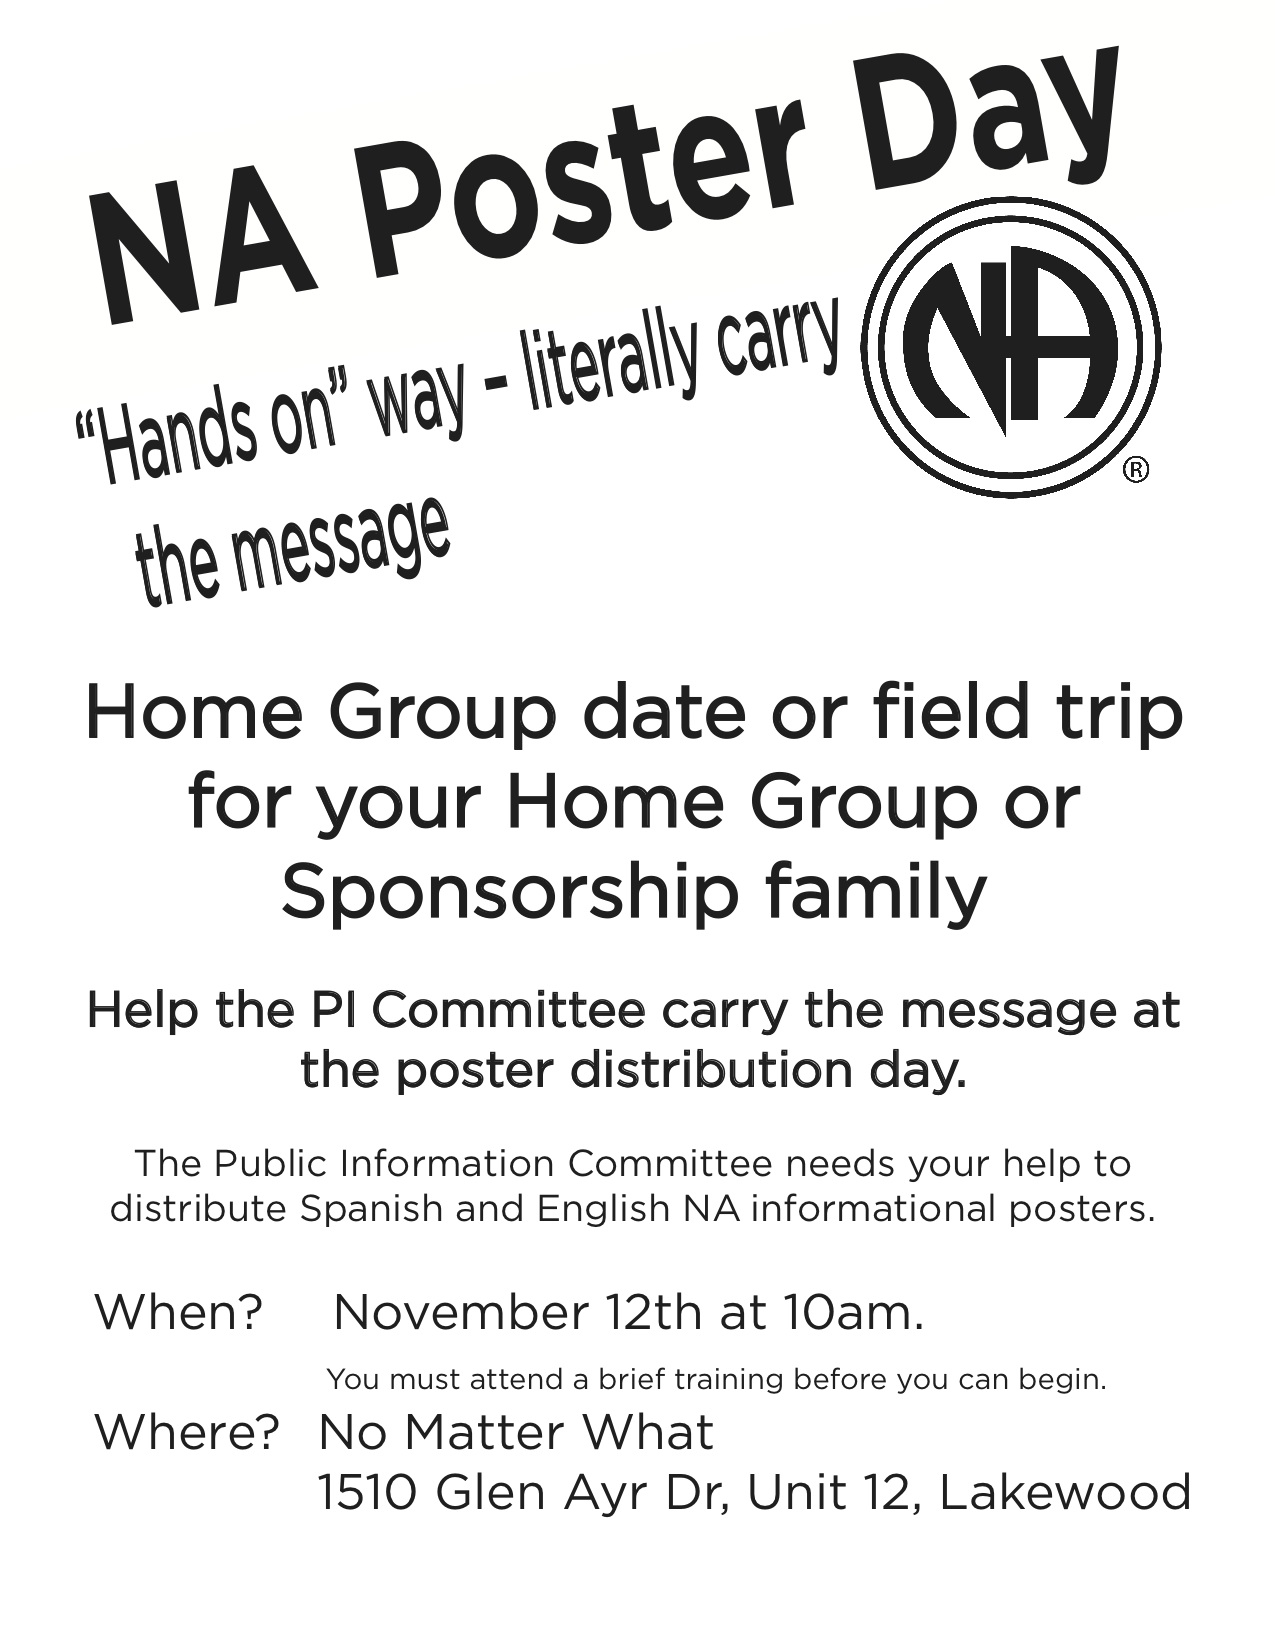 NA Poster Day
“Hands on” way – literally carry
the message
NA
®
Home Group date or field trip
for your Home Group or
Sponsorship family
Help the PI Committee carry the message at
the poster distribution day.
The Public Information Committee needs your help to
distribute Spanish and English NA informational posters.
When? November 12th at 10am.
You must attend a brief training before you can begin.
Where? No Matter What
1510 Glen Ayr Dr, Unit 12, Lakewood